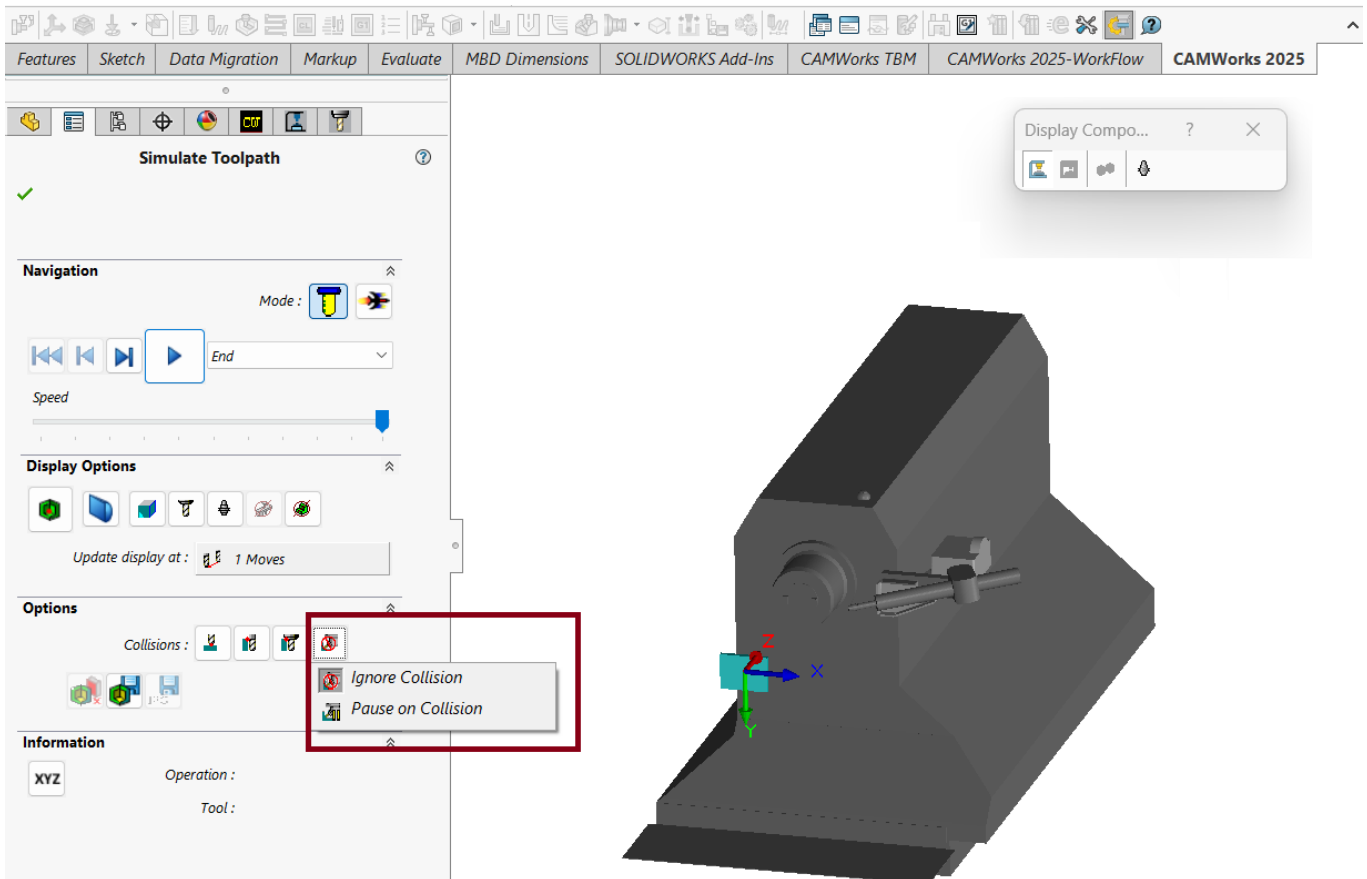 Features Sketch Data Migration Markup Evaluate MBD Dimensions SOLIDWORKS Add-Ins CAMWorks TBM CAMWorks 2025-WorkFlow CAMWorks 2025
Display Compo... ? ×
CW
Simulate Toolpath
Navigation
Mode :
End
Speed
Display Options
Update display at : 1 Moves
Options
Collisions :
Ignore Collision
Pause on Collision
Information
XYZ Operation :
Tool :
Z
X
Y